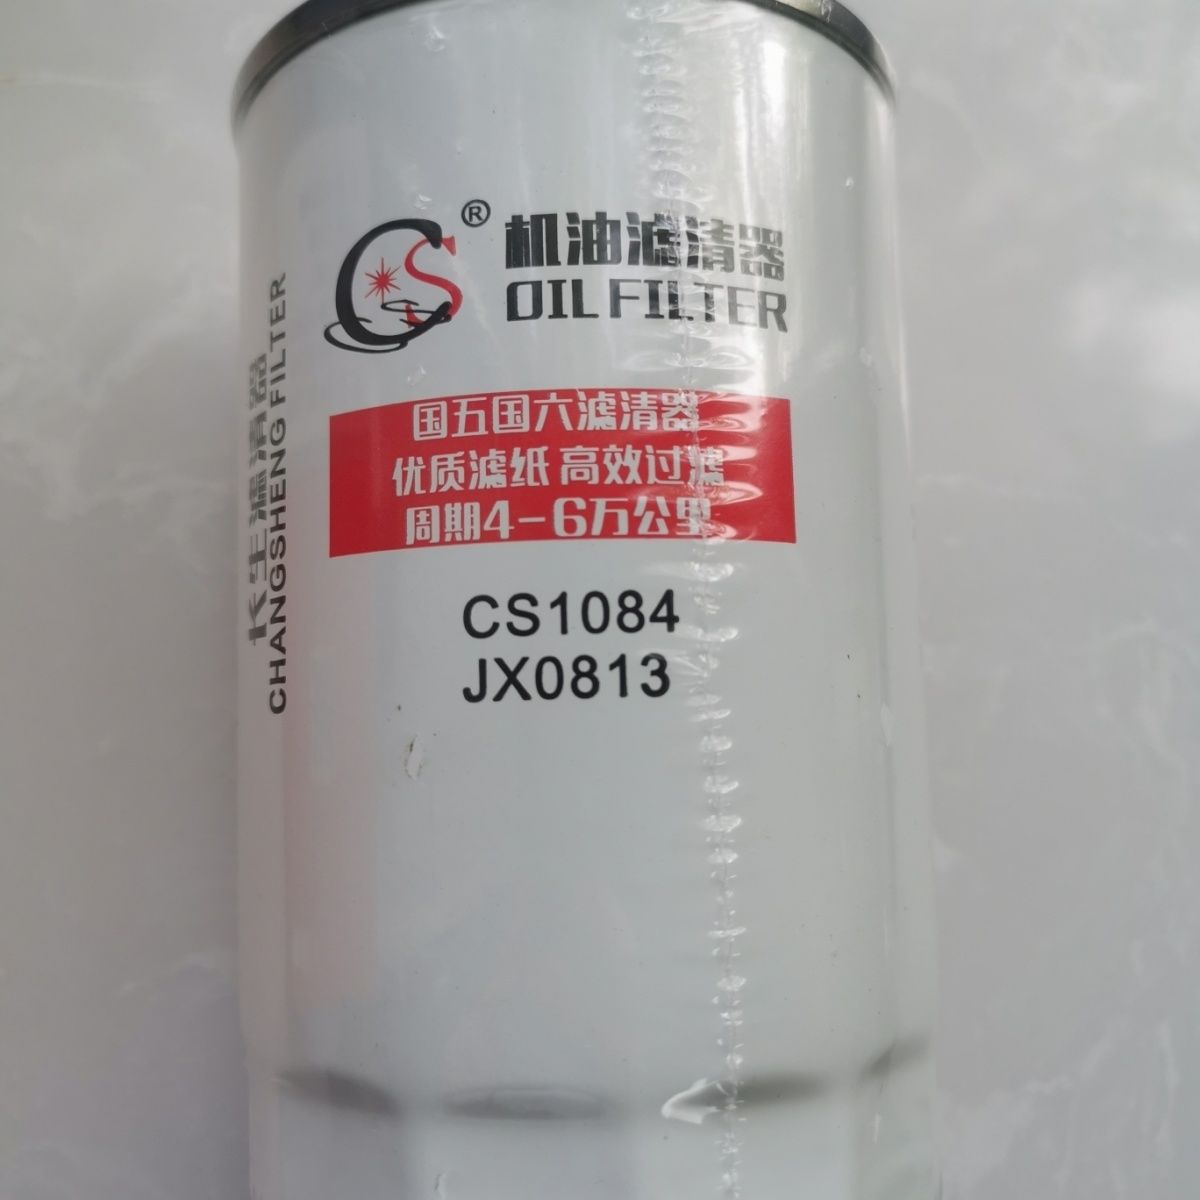 CS®
机油滤清器
OIL FILTER
国五国六滤清器
优质滤纸 高效过滤
周期4-6万公里
CS1084
JX0813
长生滤清器
CHANGSHENG FILTER